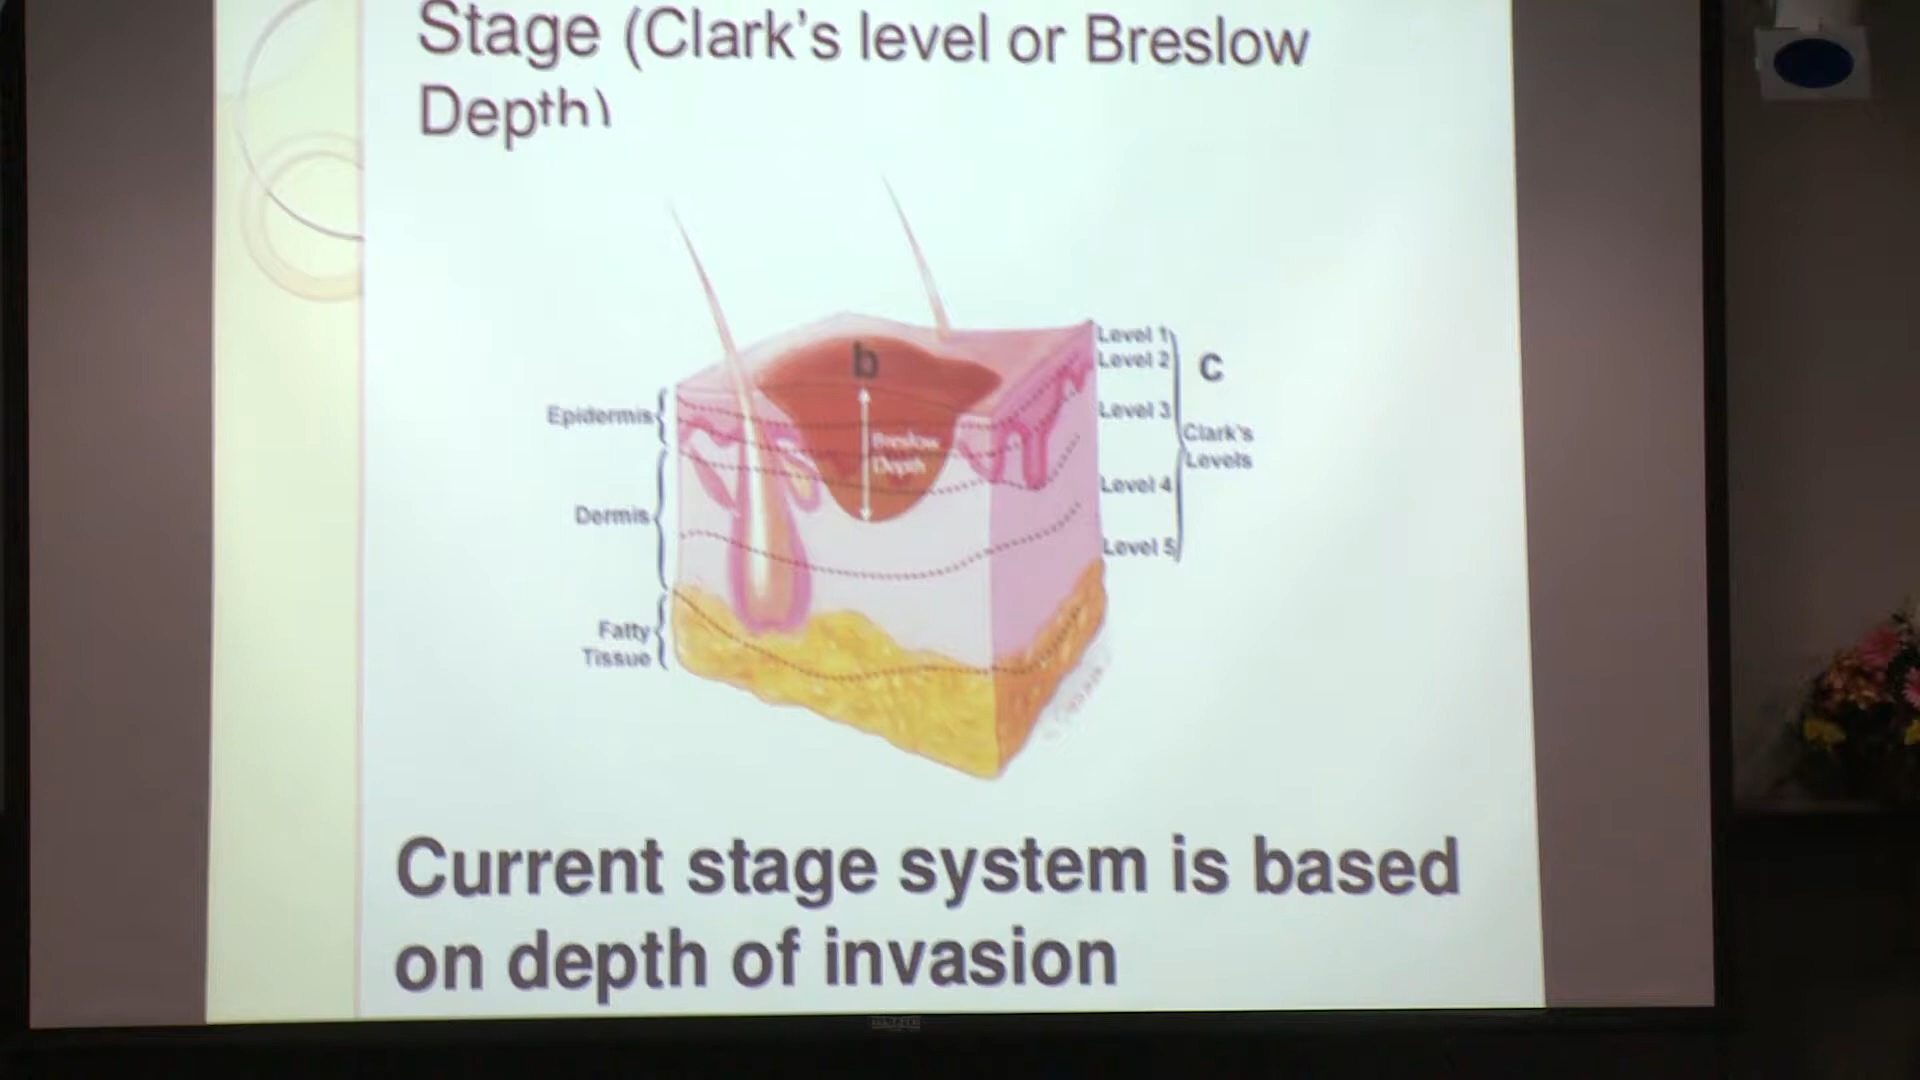 Stage (Clark's level or Breslow
Depth)
b
Level 1
Level 2
c
Epidermis
Level 3
Clark's
Levels
Breslow
Depth
Level 4
Dermis
Level 5
Fatty
Tissue
Current stage system is based
on depth of invasion